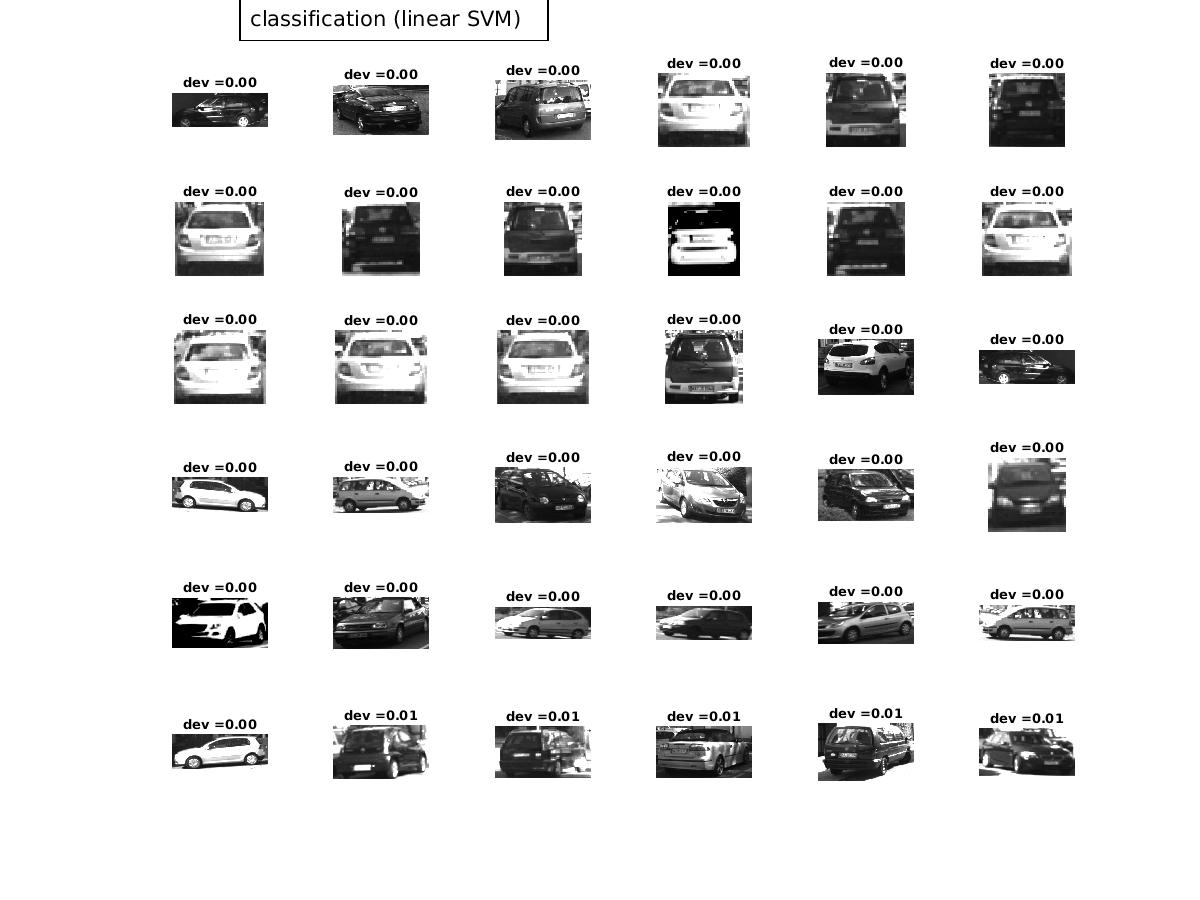 classification (linear SVM)
dev =0.00 dev =0.00 dev =0.00 dev =0.00 dev =0.00 dev =0.00
dev =0.00 dev =0.00 dev =0.00 dev =0.00 dev =0.00 dev =0.00
dev =0.00 dev =0.00 dev =0.00 dev =0.00 dev =0.00 dev =0.00
dev =0.00 dev =0.00 dev =0.00 dev =0.00 dev =0.00 dev =0.00
dev =0.00 dev =0.00 dev =0.00 dev =0.00 dev =0.00 dev =0.00
dev =0.00 dev =0.01 dev =0.01 dev =0.01 dev =0.01 dev =0.01